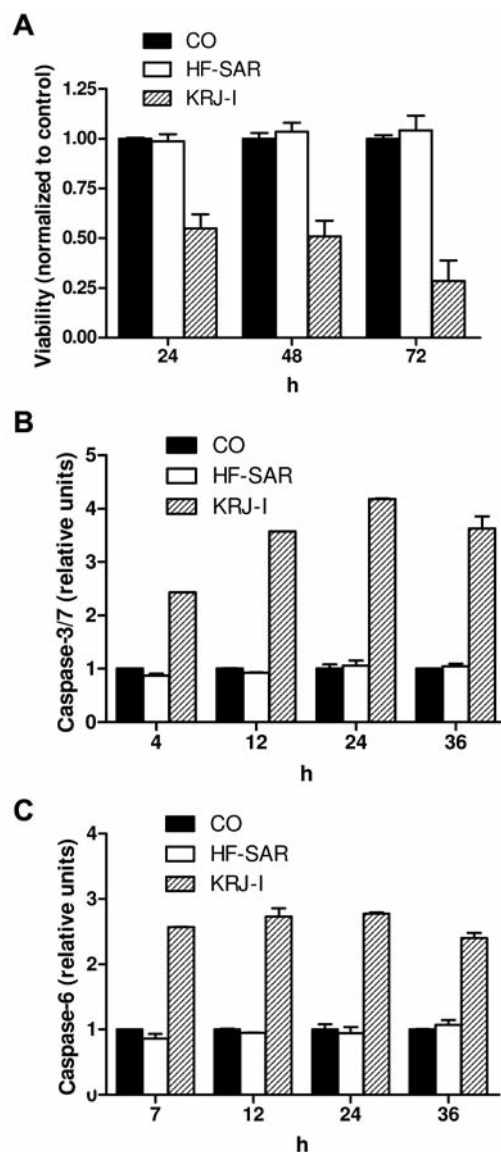 A
CO
HF-SAR
KRJ-I
Viability (normalized to control)
1.25
1.00
0.75
0.50
0.25
0.00
24 48 72
h
B
CO
HF-SAR
KRJ-I
Caspase-3/7 (relative units)
5
4
3
2
1
0
4 12 24 36
h
C
CO
HF-SAR
KRJ-I
Caspase-6 (relative units)
4
3
2
1
0
7 12 24 36
h